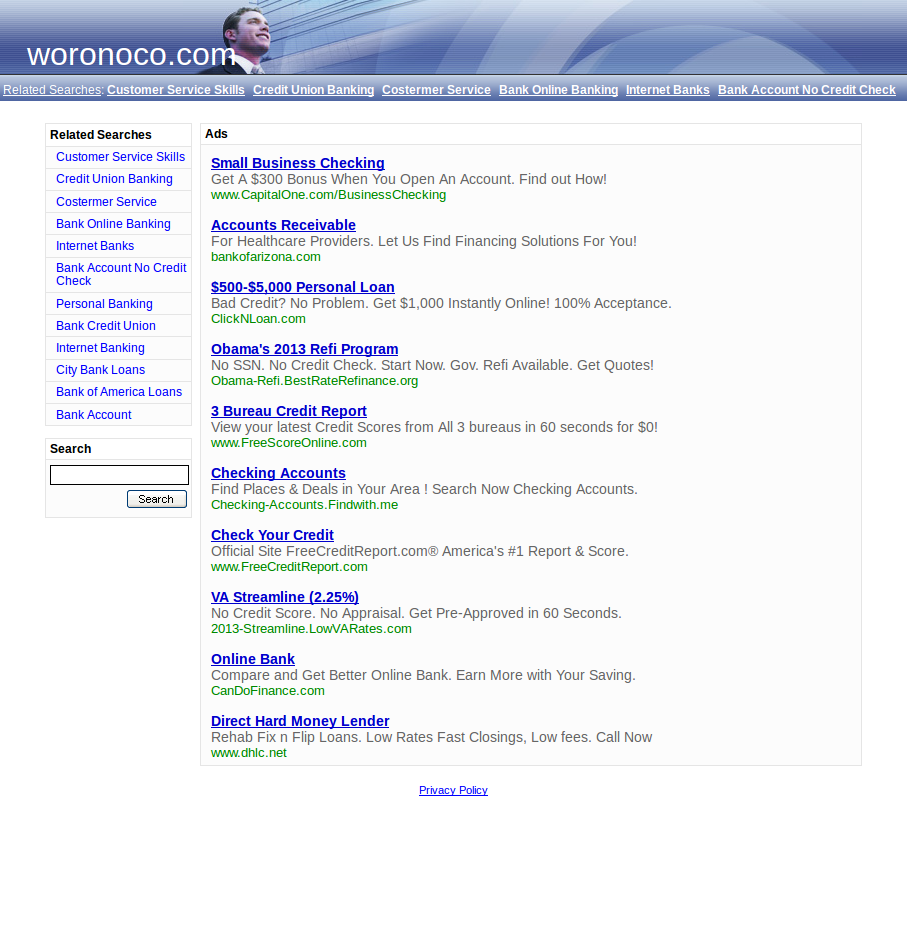 woronoco.com
Related Searches: Customer Service Skills Credit Union Banking Costermer Service Bank Online Banking Internet Banks Bank Account No Credit Check
Related Searches
Customer Service Skills
Credit Union Banking
Costermer Service
Bank Online Banking
Internet Banks
Bank Account No Credit
Check
Personal Banking
Bank Credit Union
Internet Banking
City Bank Loans
Bank of America Loans
Bank Account
Search
Search
Ads
Small Business Checking
Get A $300 Bonus When You Open An Account. Find out How!
www.CapitalOne.com/BusinessChecking
Accounts Receivable
For Healthcare Providers. Let Us Find Financing Solutions For You!
bankofarizona.com
$500-$5,000 Personal Loan
Bad Credit? No Problem. Get $1,000 Instantly Online! 100% Acceptance.
ClickNLoan.com
Obama's 2013 Refi Program
No SSN. No Credit Check. Start Now. Gov. Refi Available. Get Quotes!
Obama-Refi.BestRateRefinance.org
3 Bureau Credit Report
View your latest Credit Scores from All 3 bureaus in 60 seconds for $0!
www.FreeScoreOnline.com
Checking Accounts
Find Places & Deals in Your Area ! Search Now Checking Accounts.
Checking-Accounts.Findwith.me
Check Your Credit
Official Site FreeCreditReport.com® America's #1 Report & Score.
www.FreeCreditReport.com
VA Streamline (2.25%)
No Credit Score. No Appraisal. Get Pre-Approved in 60 Seconds.
2013-Streamline.LowVARates.com
Online Bank
Compare and Get Better Online Bank. Earn More with Your Saving.
CanDoFinance.com
Direct Hard Money Lender
Rehab Fix n Flip Loans. Low Rates Fast Closings, Low fees. Call Now
www.dhlc.net
Privacy Policy